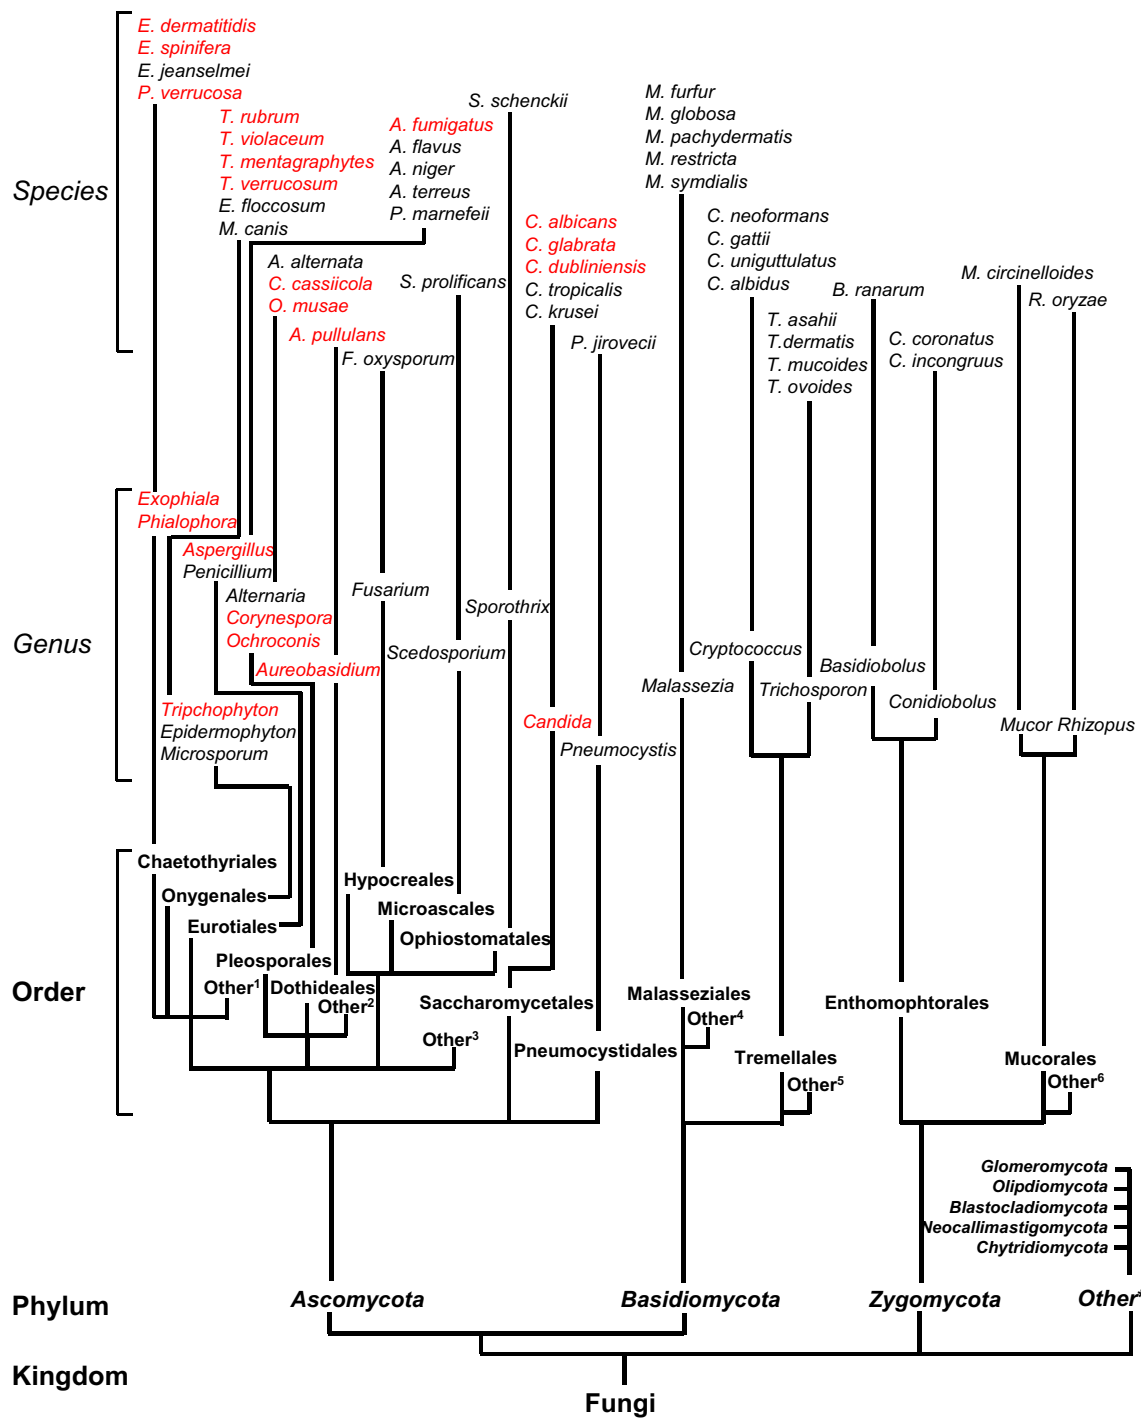 E. dermatitidis
E. spinifera
E. jeanselmei
P. verrucosa
T. rubrum
T. violaceum
T. mentagraphytes
T. verrucosum
E. floccosum
M. canis
A. fumigatus
A. flavus
A. niger
A. terreus
P. marnefeii
S. schenckii
M. furfur
M. globosa
M. pachydermatis
M. restricta
M. symdialis
Species
A. alternata
C. cassiicola
O. musae
A. pullulans
F. oxysporum
S. prolificans
C. albicans
C. glabrata
C. dubliniensis
C. tropicalis
C. krusei
P. jirovecii
C. neoformans
C. gattii
C. uniguttulatus
C. albidus
T. asahii
T.dermatis
T. mucoides
T. ovoides
B. ranarum
C. coronatus
C. incongruus
M. circinelloides
R. oryzae
Genus
Exophiala
Phialophora
Aspergillus
Penicillium
Alternaria
Corynespora
Ochroconis
Aureobasidium
Tripchophyton
Epidermophyton
Microsporum
Fusarium
Scedosporium
Sporothrix
Candida
Pneumocystis
Malassezia
Cryptococcus
Trichosporon
Basidiobolus
Conidiobolus
Mucor Rhizopus
Order
Chaetothyriales
Onygenales
Eurotiales
Pleosporales
Other1
Dothideales
Other2
Hypocreales
Microascales
Ophiostomatales
Saccharomycetales
Other3
Pneumocystidales
Malasseziales
Other4
Tremellales
Other5
Enthomophtorales
Mucorales
Other6
Glomeromycota
Olipdiomycota
Blastocladiomycota
Neocallimastigomycota
Chytridiomycota
Phylum
Ascomycota
Basidiomycota
Zygomycota
Other*
Kingdom
Fungi